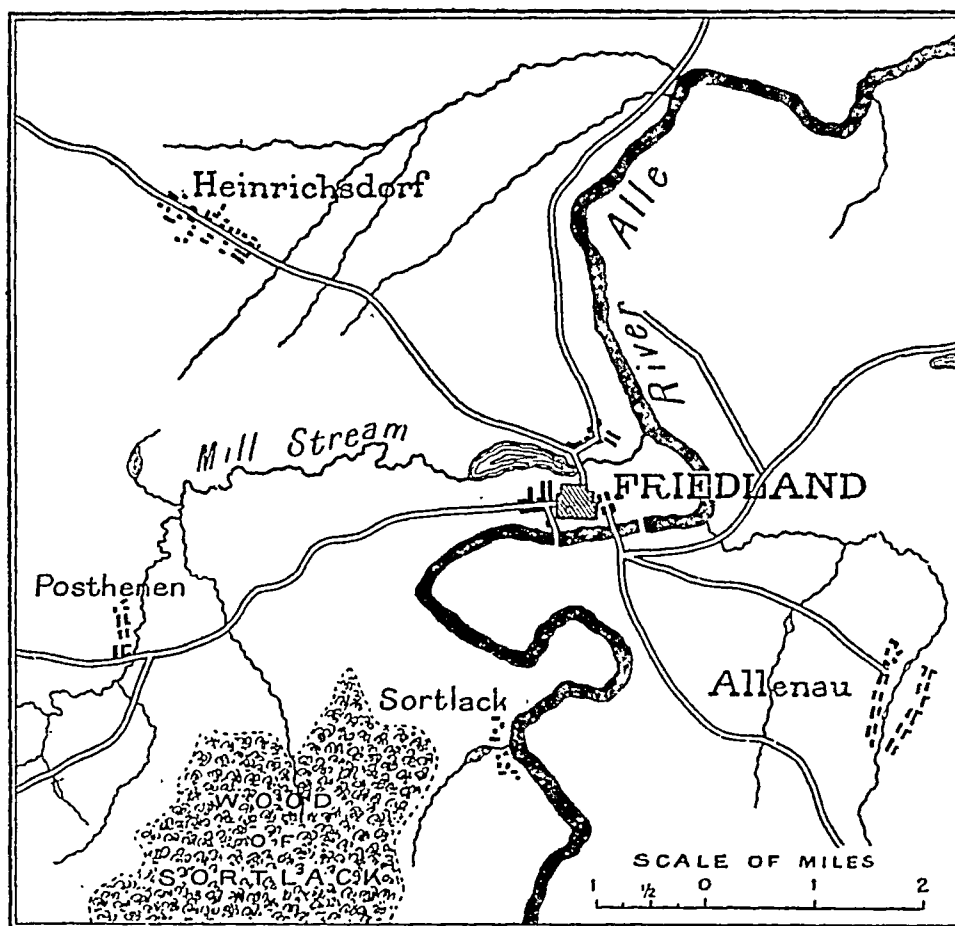 Heinrichsdorf
River Alle
Mill Stream
FRIEDLAND
Posthenen
Sortlack
Allenau
WOOD
OF
SORTLACK
SCALE OF MILES
1 ½ 0 1 2